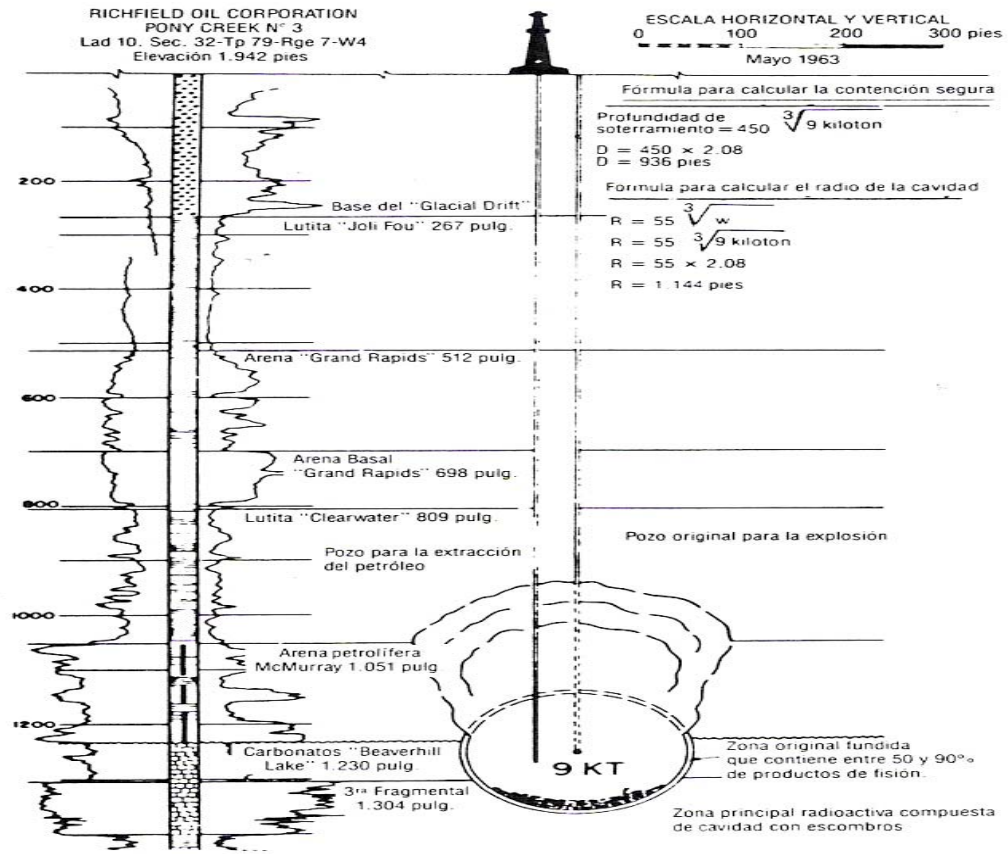 RICHFIELD OIL CORPORATION
PONY CREEK N° 3
Lad 10. Sec. 32-Tp 79-Rge 7-W4
Elevación 1.942 pies
ESCALA HORIZONTAL Y VERTICAL
0 100 200 300 pies
Mayo 1963
Fórmula para calcular la contención segura
Profundidad de
soterramiento = 450 ³√9 kiloton
D = 450 x 2.08
D = 936 pies
Formula para calcular el radio de la cavidad
R = 55 ³√w
R = 55 ³√9 kiloton
R = 55 x 2.08
R = 1.144 pies
200
Base del "Glacial Drift"
Lutita "Joli Fou" 267 pulg.
400
Arena "Grand Rapids" 512 pulg.
600
Arena Basal
"Grand Rapids" 698 pulg.
800
Lutita "Clearwater" 809 pulg.
Pozo para la extracción
del petróleo
Pozo original para la explosión
1000
Arena petrolífera
McMurray 1.051 pulg
1200
Carbonatos "Beaverhill
Lake" 1.230 pulg.
3ra Fragmental
1.304 pulg.
9 KT
Zona original fundida
que contiene entre 50 y 90%
de productos de fisión.
Zona principal radioactiva compuesta
de cavidad con escombros